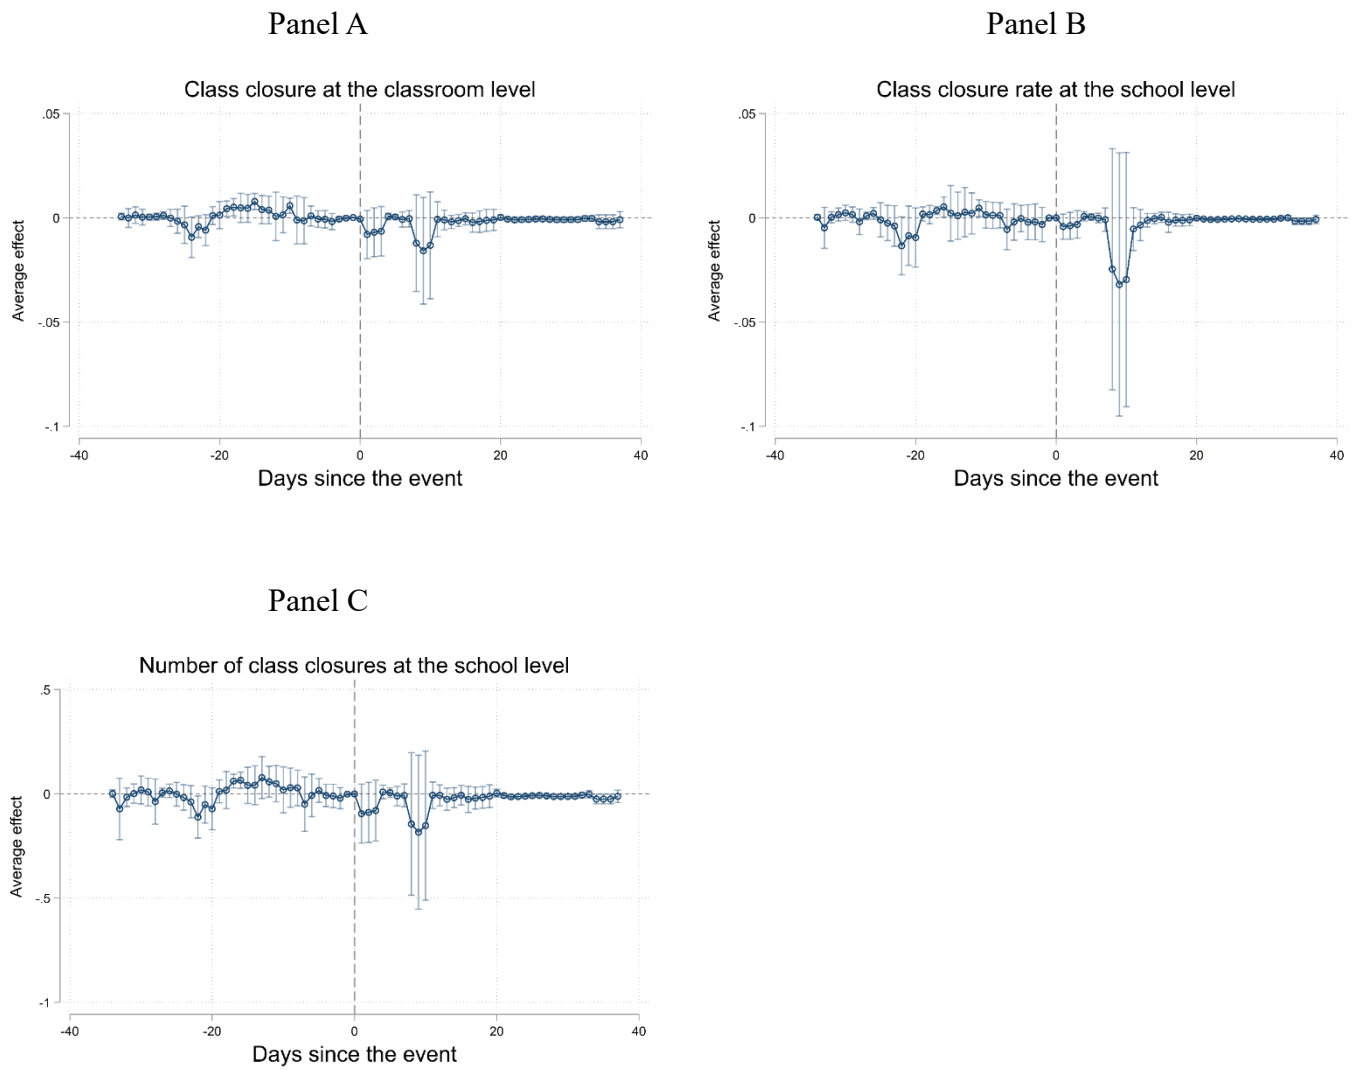 Panel A
Class closure at the classroom level
.05
0
-.05
-.1
Average effect
-40
-20
0
20
40
Days since the event
Panel B
Class closure rate at the school level
.05
0
-.05
-.1
Average effect
-40
-20
0
20
40
Days since the event
Panel C
Number of class closures at the school level
.5
0
-.5
-1
Average effect
-40
-20
0
20
40
Days since the event